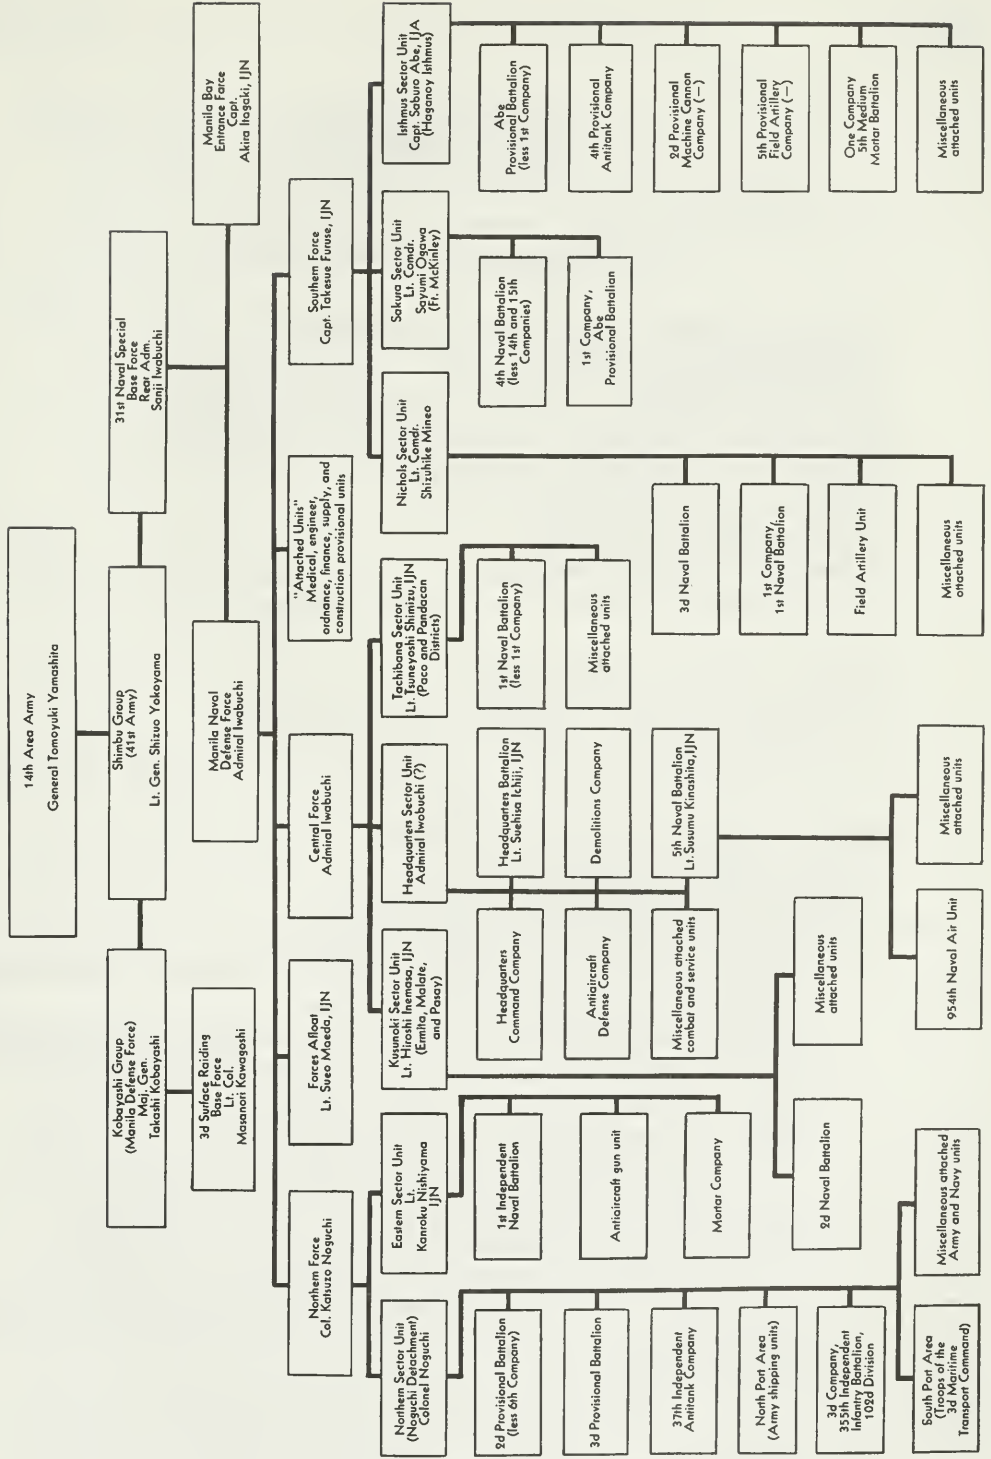 14th Area Army
General Tomoyuki Yamashita
Kobayashi Group
(Manila Defense Force)
Maj. Gen.
Takashi Kobayashi
Shimbu Group
(41st Army)
Lt. Gen. Shizuo Yokoyama
31st Naval Special
Base Force
Rear Adm.
Sanji Iwabuchi
3d Surface Raiding
Base Force
Lt. Col.
Masanori Kawagoshi
Manila Naval
Defense Force
Admiral Iwabuchi
Manila Bay
Entrance Force
Capt.
Akira Itagaki, IJN
Northern Force
Col. Katsuzo Noguchi
Forces Afloat
Lt. Sueo Maeda, IJN
Central Force
Admiral Iwabuchi
"Attached Units"
Medical, engineer,
ordnance, finance, supply, and
construction provisional units
Southern Force
Capt. Takesue Furuse, IJN
Northern Sector Unit
(Noguchi Detachment)
Colonel Noguchi
Eastern Sector Unit
Lt.
Kanroku Nishiyama
IJN
Kusunoki Sector Unit
Lt. Hiroshi Inemasa, IJN
(Ermita, Malate,
and Pasay)
Headquarters Sector Unit
Admiral Iwobuchi (?)
Tachibana Sector Unit
Lt. Tsuneyoshi Shimizu, IJN
(Paco and Pandacan
Districts)
Nichols Sector Unit
Lt. Comdr.
Shizuhike Mineo
Sakura Sector Unit
Lt. Comdr.
Sayumi Ogawa
(Ft. McKinley)
Isthmus Sector Unit
Capt. Saburo Abe, IJA
(Haganoy Isthmus)
2d Provisional Battalion
(less 6th Company)
3d Provisional Battalion
37th Independent
Antitank Company
North Port Area
(Army shipping units)
3d Company,
355th Independent
Infantry Battalion,
102d Division
South Port Area
(Troops of the
3d Maritime
Transport Command)
Miscellaneous attached
Army and Navy units
1st Independent
Naval Battalion
Antiaircraft gun unit
Mortar Company
2d Naval Battalion
Miscellaneous
attached units
Headquarters
Command Company
Headquarters Battalion
Lt. Suehisa Ichiji, IJN
Antiaircraft
Defense Company
Demolitions Company
Miscellaneous attached
combat and service units
5th Naval Battalion
Lt. Susumu Kinashita, IJN
954th Naval Air Unit
Miscellaneous
attached units
1st Naval Battalion
(less 1st Company)
Miscellaneous
attached units
3d Naval Battalion
1st Company,
1st Naval Battalion
Field Artillery Unit
Miscellaneous
attached units
4th Naval Battalion
(less 14th and 15th
Companies)
1st Company,
Abe
Provisional Battalian
Abe
Provisional Battalion
(less 1st Company)
4th Provisional
Antitank Company
2d Provisional
Machine Cannon
Company (—)
5th Provisional
Field Artillery
Company (—)
One Company
5th Medium
Mortar Battalion
Miscellaneous
attached units